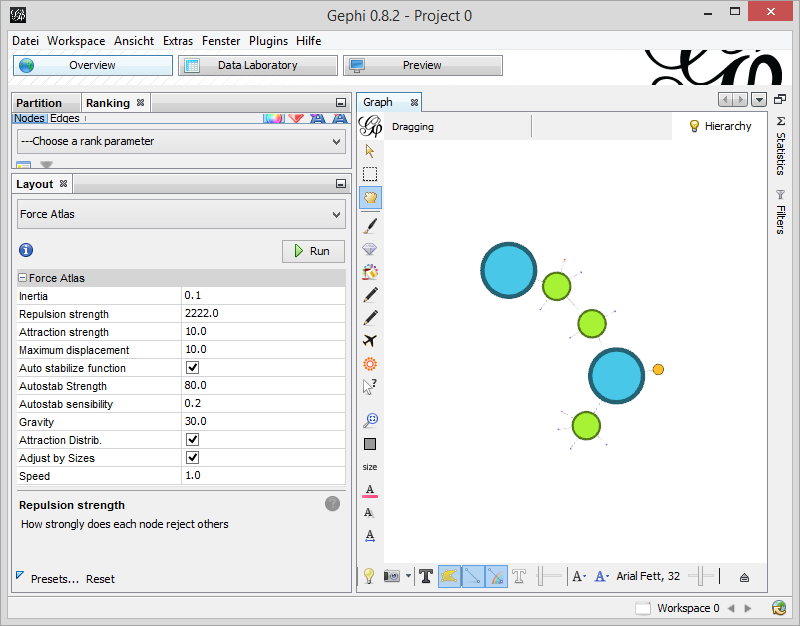 Gephi 0.8.2 - Project 0
Datei Workspace Ansicht Extras Fenster Plugins Hilfe
Overview Data Laboratory Preview
Partition Ranking
Nodes Edges
---Choose a rank parameter
Layout
Force Atlas
Run
Force Atlas
Inertia 0.1
Repulsion strength 2222.0
Attraction strength 10.0
Maximum displacement 10.0
Auto stabilize function
Autostab Strength 80.0
Autostab sensibility 0.2
Gravity 30.0
Attraction Distrib.
Adjust by Sizes
Speed 1.0
Repulsion strength
How strongly does each node reject others
Presets... Reset
Graph
Dragging
Hierarchy
size
A
A
A
T T A A Arial Fett, 32
Σ Statistics
Filters
Workspace 0